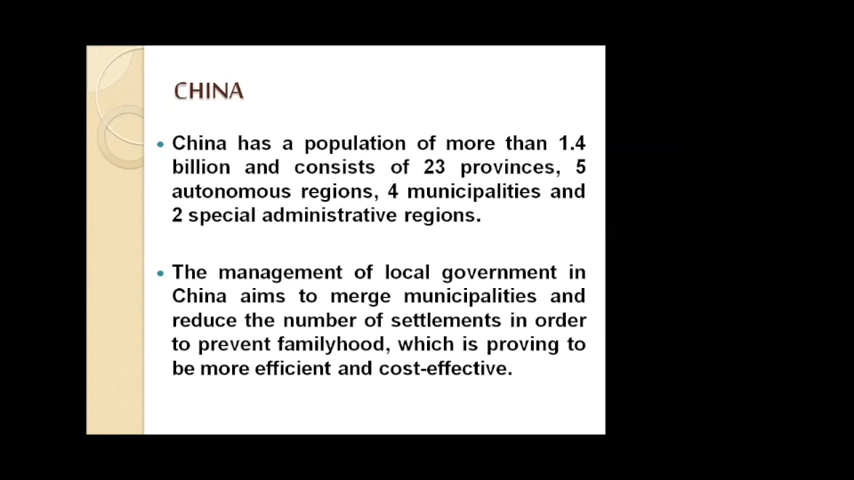 CHINA
• China has a population of more than 1.4
billion and consists of 23 provinces, 5
autonomous regions, 4 municipalities and
2 special administrative regions.
• The management of local government in
China aims to merge municipalities and
reduce the number of settlements in order
to prevent familyhood, which is proving to
be more efficient and cost-effective.